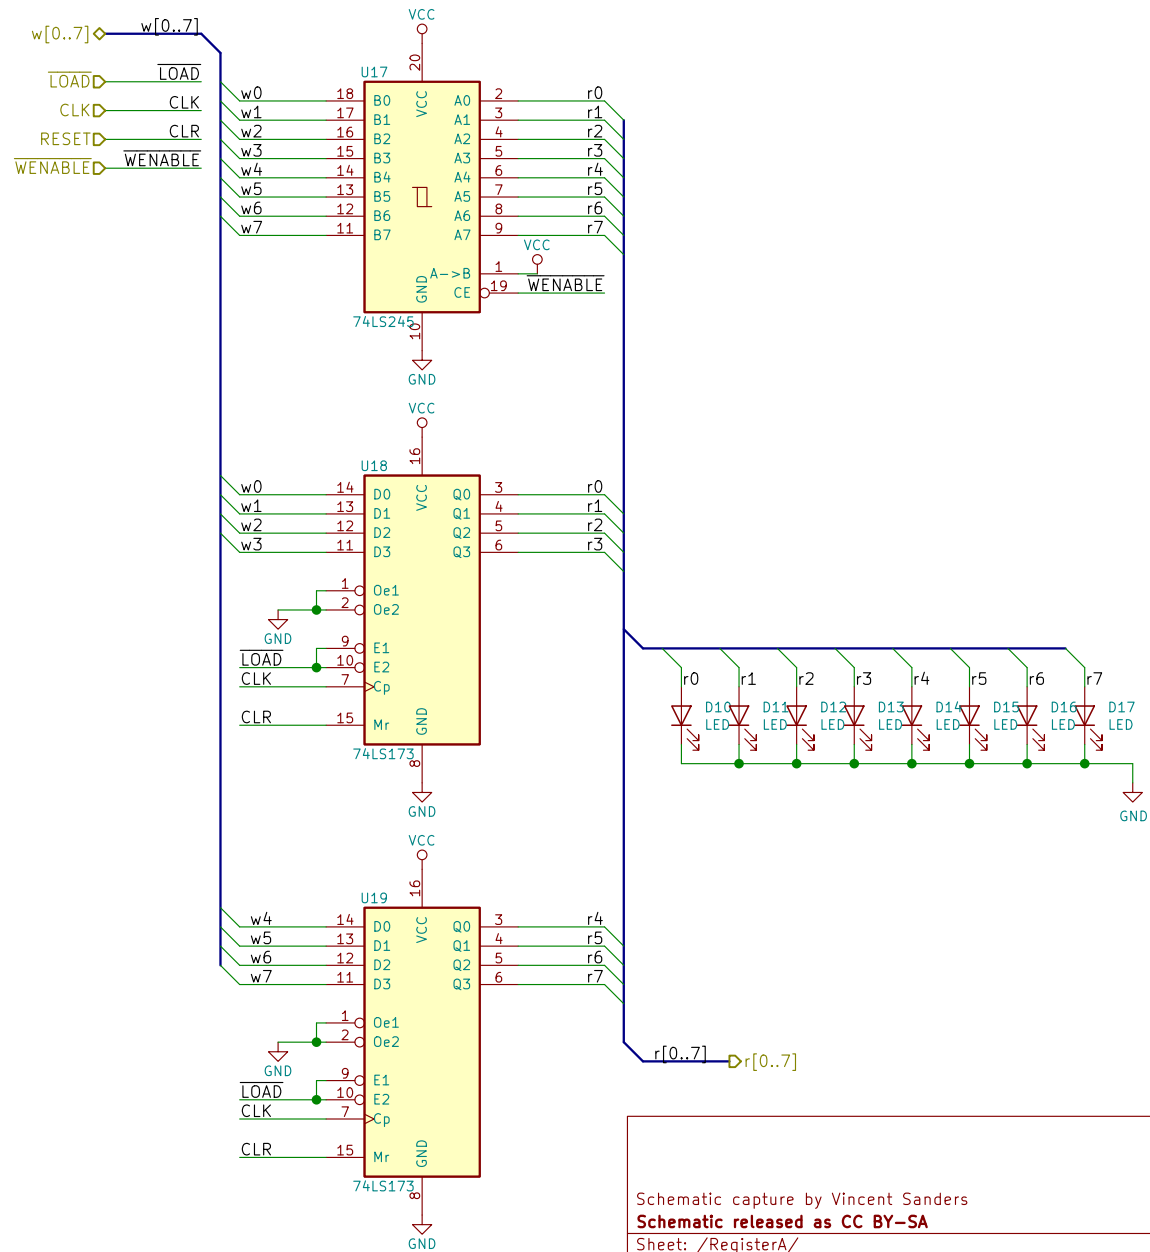 VCC
w[0..7] w[0..7]
20
U17
LOAD LOAD
VCC
w0 18 B0 A0 2 r0
CLK CLK
w1 17 B1 A1 3 r1
RESET CLR
w2 16 B2 A2 4 r2
w3 15 B3 A3 5 r3
WENABLE WENABLE
w4 14 B4 A4 6 r4
w5 13 B5 A5 7 r5
w6 12 B6 A6 8 r6
w7 11 B7 A7 9 r7
VCC
A->B 1
GND
CE 19 WENABLE
74LS245
10
GND
VCC
16
U18
VCC
w0 14 D0 Q0 3 r0
w1 13 D1 Q1 4 r1
w2 12 D2 Q2 5 r2
w3 11 D3 Q3 6 r3
1 Oe1
2 Oe2
GND
9 E1
LOAD 10 E2
CLK 7 Cp
r0 r1 r2 r3 r4 r5 r6 r7
D10 D11 D12 D13 D14 D15 D16 D17
LED LED LED LED LED LED LED LED
CLR 15 Mr
GND
74LS173
8
GND
GND
VCC
16
U19
VCC
w4 14 D0 Q0 3 r4
w5 13 D1 Q1 4 r5
w6 12 D2 Q2 5 r6
w7 11 D3 Q3 6 r7
1 Oe1
2 Oe2
GND
r[0..7] r[0..7]
9 E1
LOAD 10 E2
CLK 7 Cp
CLR 15 Mr
GND
74LS173
8
GND
Schematic capture by Vincent Sanders
Schematic released as CC BY-SA
Sheet: /RegisterA/